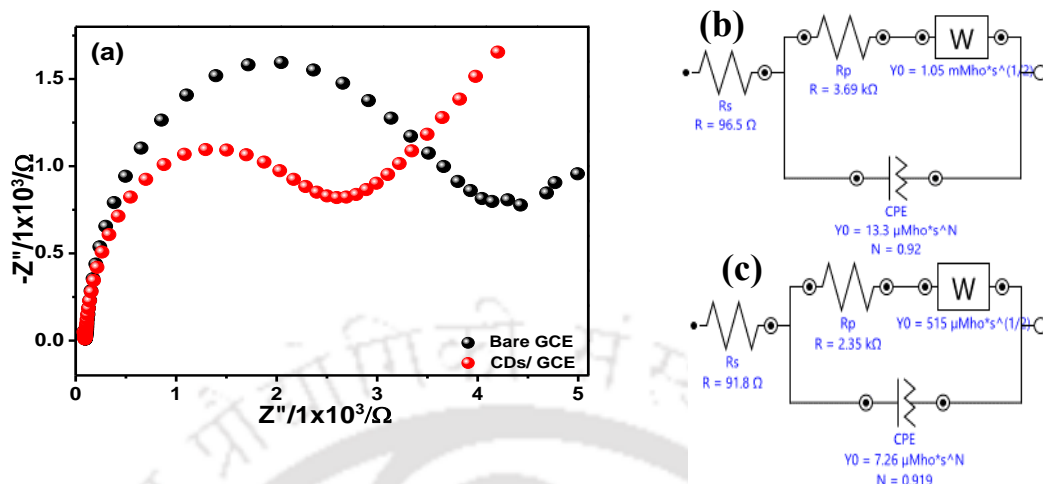 (a)
-Z"/1x10³/Ω
1.5
1.0
0.5
0.0
0 1 2 3 4 5
Z"/1x10³/Ω
Bare GCE
CDs/ GCE
(b)
Rs
R = 96.5 Ω
Rp
R = 3.69 kΩ
W
Y0 = 1.05 mMho*s^(1/2)
CPE
Y0 = 13.3 µMho*s^N
N = 0.92
(c)
Rs
R = 91.8 Ω
Rp
R = 2.35 kΩ
W
Y0 = 515 µMho*s^(1/2)
CPE
Y0 = 7.26 µMho*s^N
N = 0.919